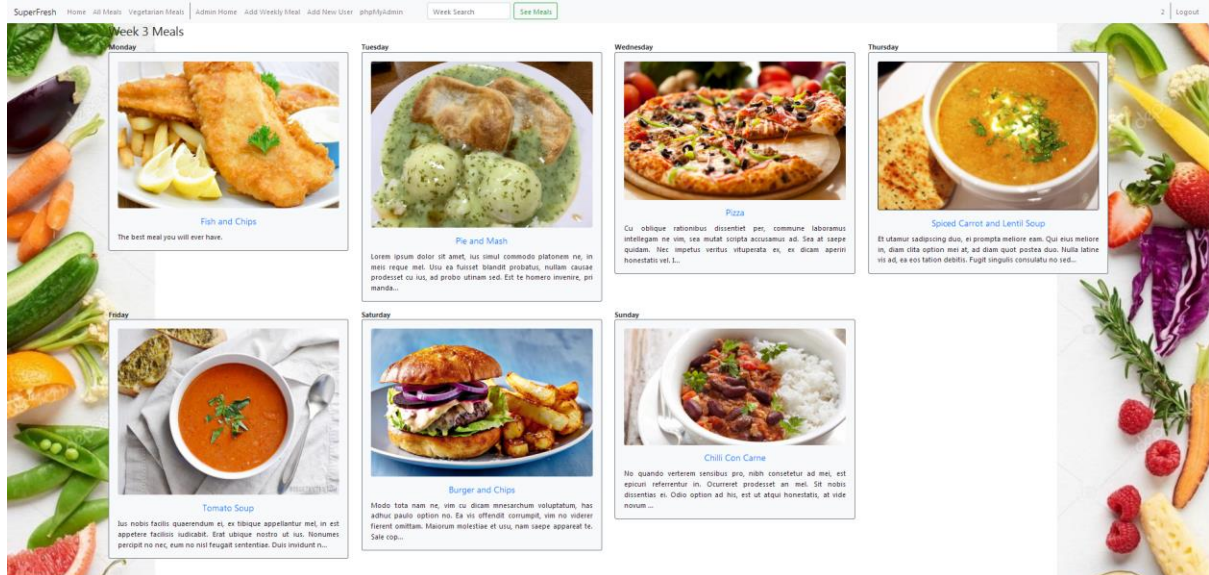 SuperFresh Home All Meals Vegetarian Meals Admin Home Add Weekly Meal Add New User phpMyAdmin Week Search See Meals 2 Logout
Week 3 Meals
Monday
Fish and Chips
The best meal you will ever have.
Tuesday
Pie and Mash
Lorem ipsum dolor sit amet, ius simul commodo platonem ne, in
meis reque mel. Usu ea fuisset blandit probatus, nullam causae
prodesset cu ius, ad probo utinam sed. Est te homero invenire, pri
manda...
Wednesday
Pizza
Cu oblique rationibus dissentiet per, commune laboramus
intellegam ne vim, sea mutat scripta accusamus ad. Sea at saepe
quidam. Nec impetus veritus vituperata ex, ex dicam aperiri
honestatis vel. I...
Thursday
Spiced Carrot and Lentil Soup
Et utamur sadipscing duo, ei prompta meliore eam. Qui eius meliore
in, diam clita option mei at, ad diam quot postea duo. Nulla latine
vis ad, ea eos tation debitis. Fugit singulis consulatu no sed...
Friday
Tomato Soup
Ius nobis facilis quaerendum ei, ex tibique appellantur mel, in est
appetere facilisis iudicabit. Erat ubique nostro ut ius. Nonumes
percipit no nec, eum no nisl feugait sententiae. Duis invidunt n...
Saturday
Burger and Chips
Modo tota nam ne, vim cu dicam mnesarchum voluptatum, has
adhuc paulo option no. Ea vis offendit corrumpit, vim no viderer
fierent omittam. Maiorum molestiae et usu, nam saepe appareat te.
Sale cop...
Sunday
Chilli Con Carne
No quando verterem sensibus pro, nibh consetetur ad mei, est
epicuri referrentur in. Ocurreret prodesset an mel. Sit nobis
dissentias ei. Odio option ad his, est ut atqui honestatis, at vide
novum ...